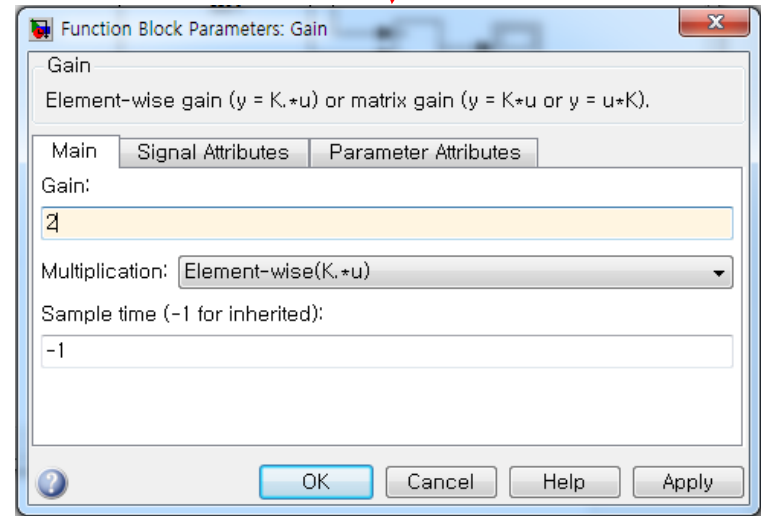 Function Block Parameters: Gain
Gain
Element-wise gain (y = K.*u) or matrix gain (y = K*u or y = u*K).
Main Signal Attributes Parameter Attributes
Gain:
2
Multiplication: Element-wise(K.*u)
Sample time (-1 for inherited):
-1
OK Cancel Help Apply